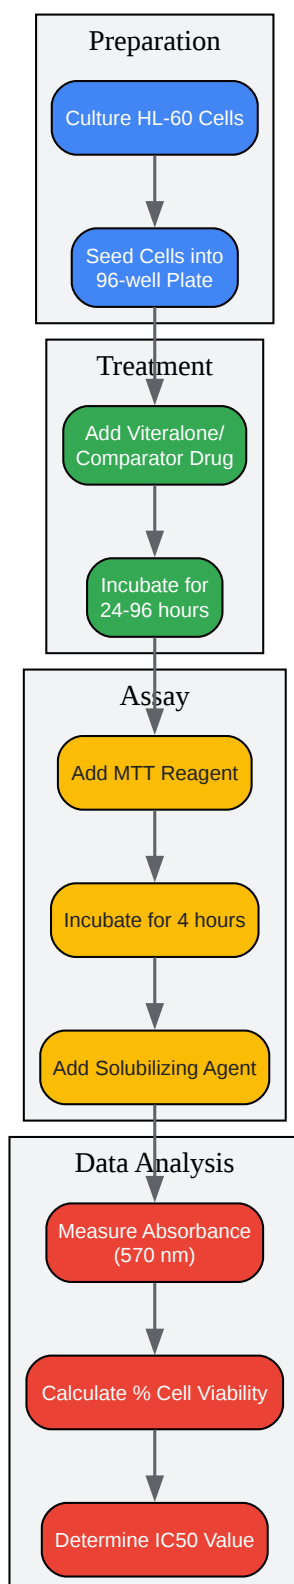 Preparation
Culture HL-60 Cells
Seed Cells into
96-well Plate
Treatment
Add Viteralone/
Comparator Drug
Incubate for
24-96 hours
Assay
Add MTT Reagent
Incubate for 4 hours
Add Solubilizing Agent
Data Analysis
Measure Absorbance
(570 nm)
Calculate % Cell Viability
Determine IC50 Value